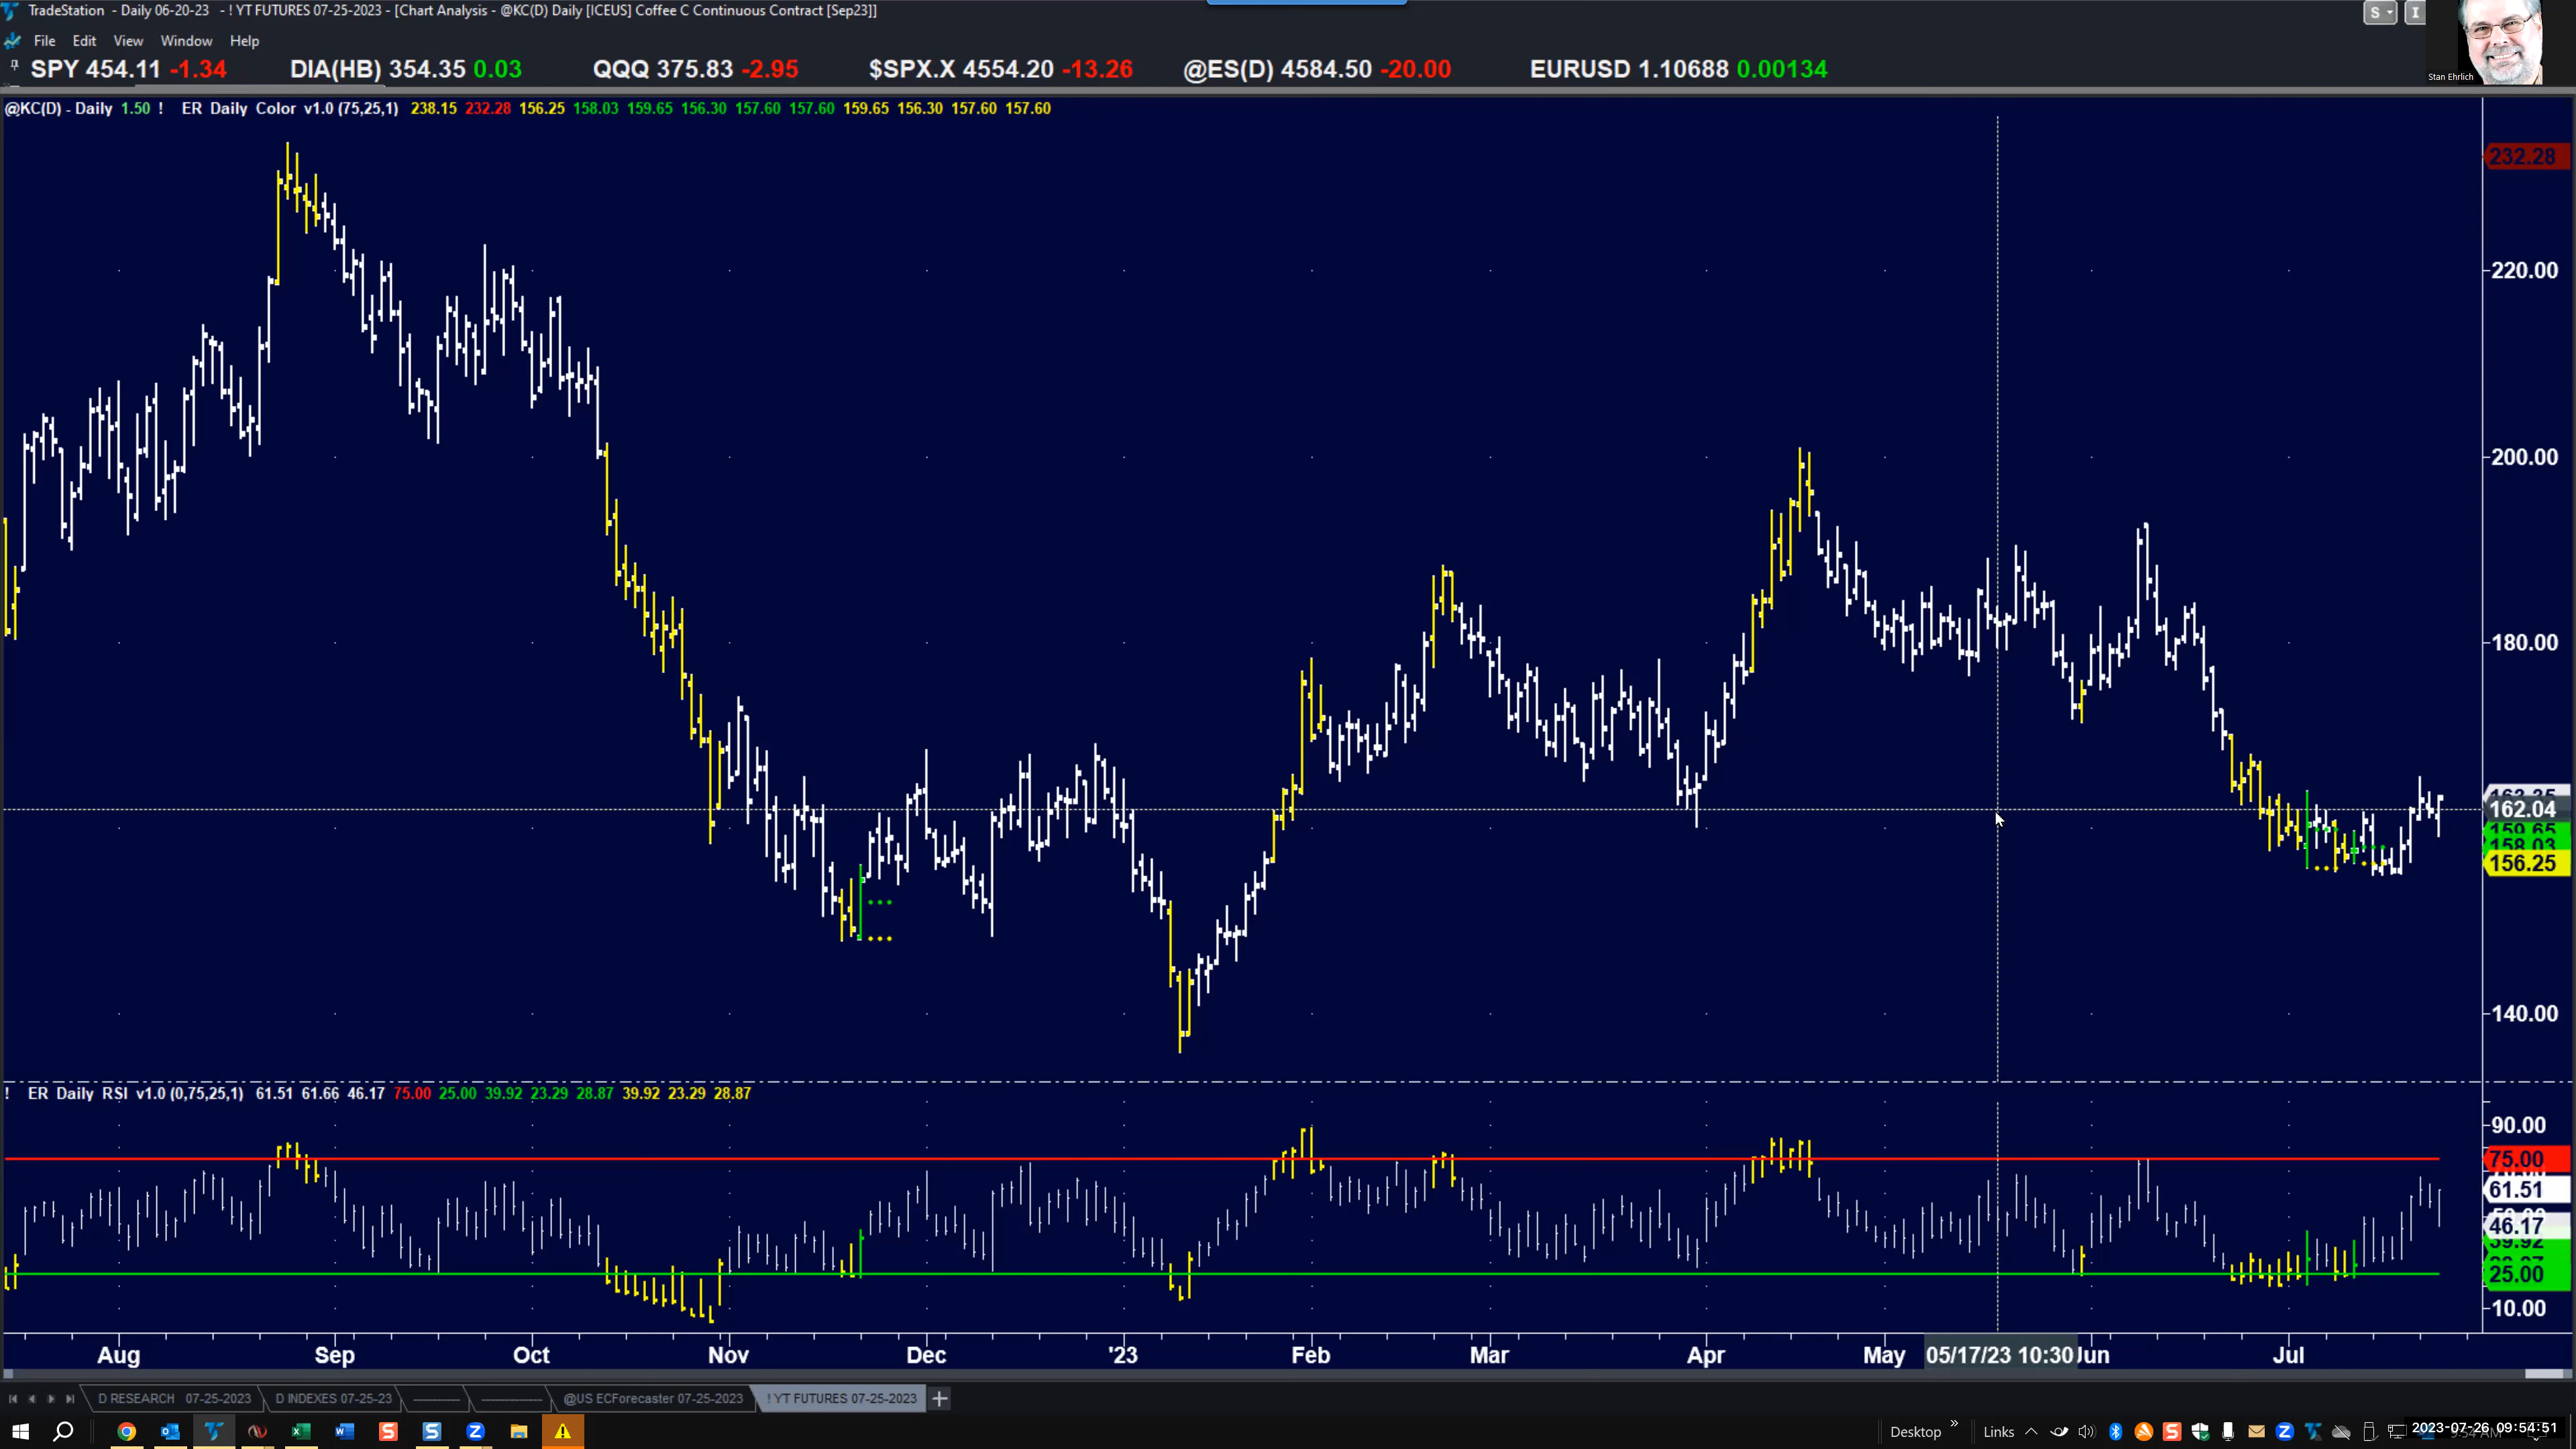 TradeStation - Daily 06-20-23 - ! YT FUTURES 07-25-2023 - [Chart Analysis - @KC(D) Daily [ICEUS] Coffee C Continuous Contract [Sep23]]
S I
File Edit View Window Help
SPY 454.11 -1.34 DIA(HB) 354.35 0.03 QQQ 375.83 -2.95 $SPX.X 4554.20 -13.26 @ES(D) 4584.50 -20.00 EURUSD 1.10688 0.00134
Stan Ehrlich
@KC(D) - Daily 1.50 ! ER Daily Color v1.0 (75,25,1) 238.15 232.28 156.25 158.03 159.65 156.30 157.60 157.60 159.65 156.30 157.60 157.60
232.28
220.00
200.00
180.00
162.04
159.65
158.03
156.25
140.00
! ER Daily RSI v1.0 (0,75,25,1) 61.51 61.66 46.17 75.00 25.00 39.92 23.29 28.87 39.92 23.29 28.87
90.00
75.00
61.51
46.17
39.92
25.00
10.00
Aug Sep Oct Nov Dec '23 Feb Mar Apr May 05/17/23 10:30 Jun Jul
D RESEARCH 07-25-2023 D INDEXES 07-25-23 @US ECForecaster 07-25-2023 ! YT FUTURES 07-25-2023 +
Desktop » Links 2023-07-26 09:54:51